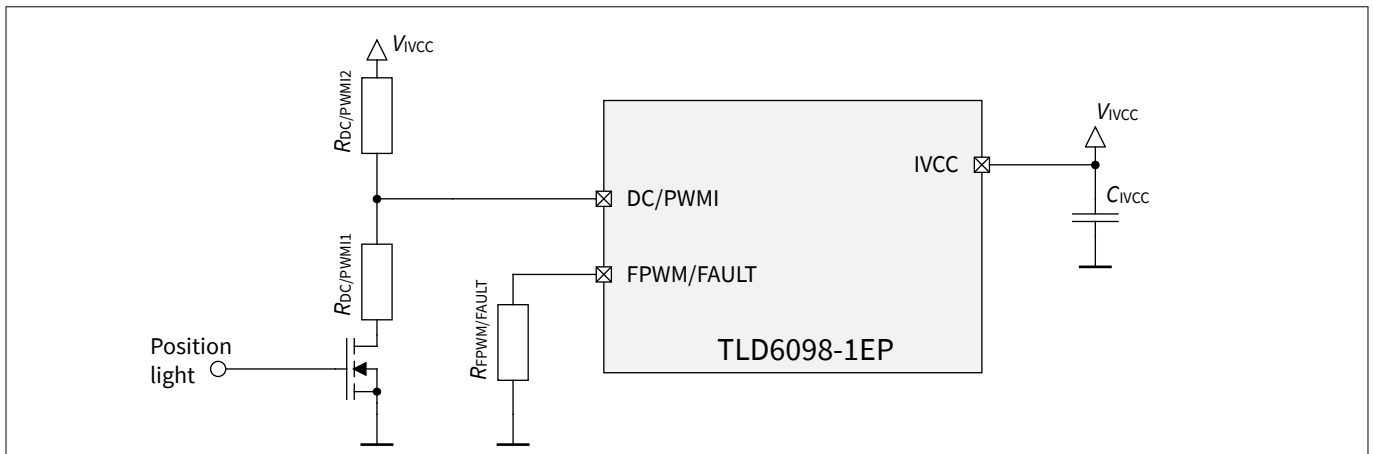 VIVCC
RDC/PWMI2
VIVCC
IVCC
DC/PWMI
CIVCC
RDC/PWMI1
FPWM/FAULT
RFPWM/FAULT
TLD6098-1EP
Position
light